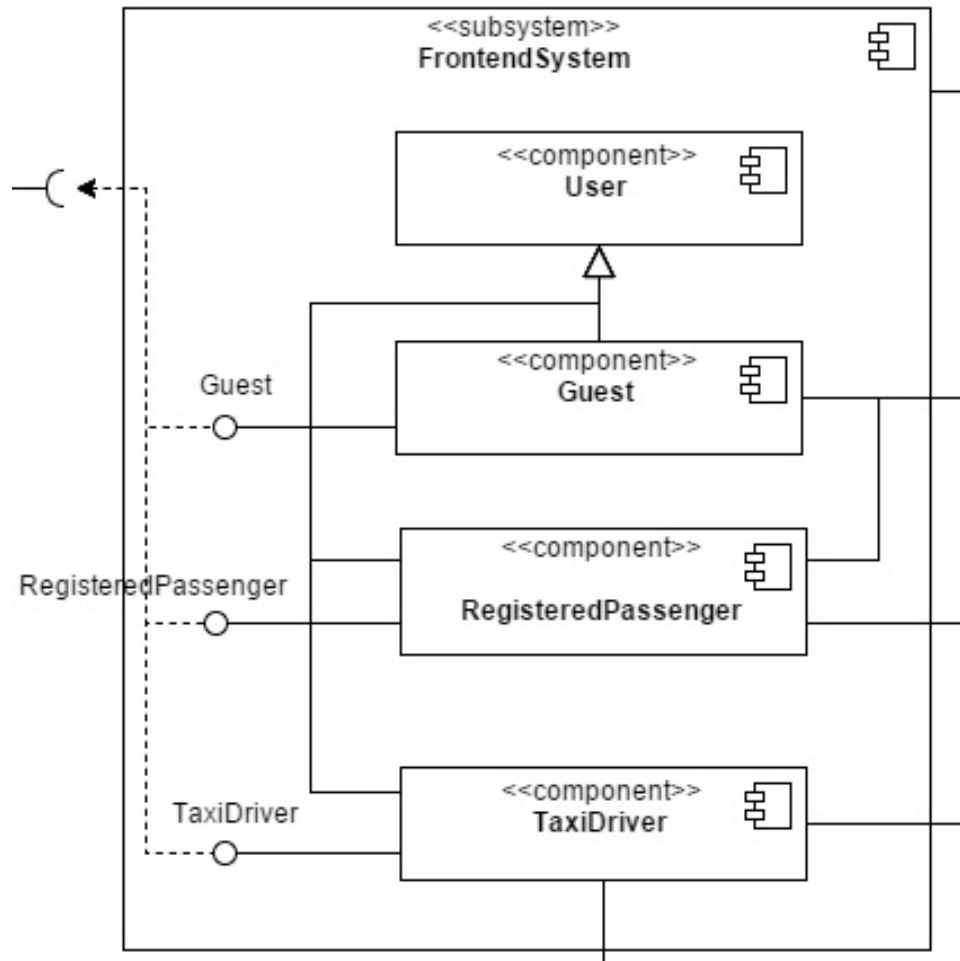 <<subsystem>>
FrontendSystem
<<component>>
User
<<component>>
Guest
Guest
<<component>>
RegisteredPassenger
RegisteredPassenger
<<component>>
TaxiDriver
TaxiDriver